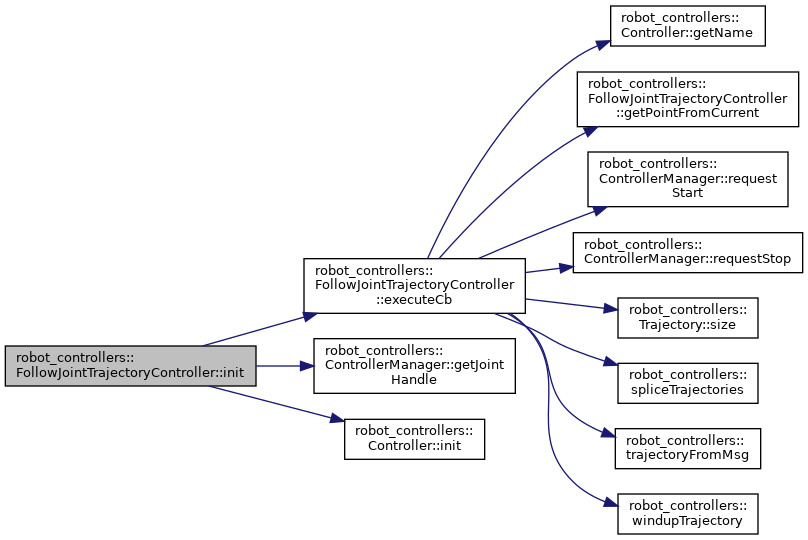 robot_controllers::
FollowJointTrajectoryController::init
robot_controllers::
FollowJointTrajectoryController
::executeCb
robot_controllers::
ControllerManager::getJoint
Handle
robot_controllers::
Controller::init
robot_controllers::
Controller::getName
robot_controllers::
FollowJointTrajectoryController
::getPointFromCurrent
robot_controllers::
ControllerManager::request
Start
robot_controllers::
ControllerManager::requestStop
robot_controllers::
Trajectory::size
robot_controllers::
spliceTrajectories
robot_controllers::
trajectoryFromMsg
robot_controllers::
windupTrajectory